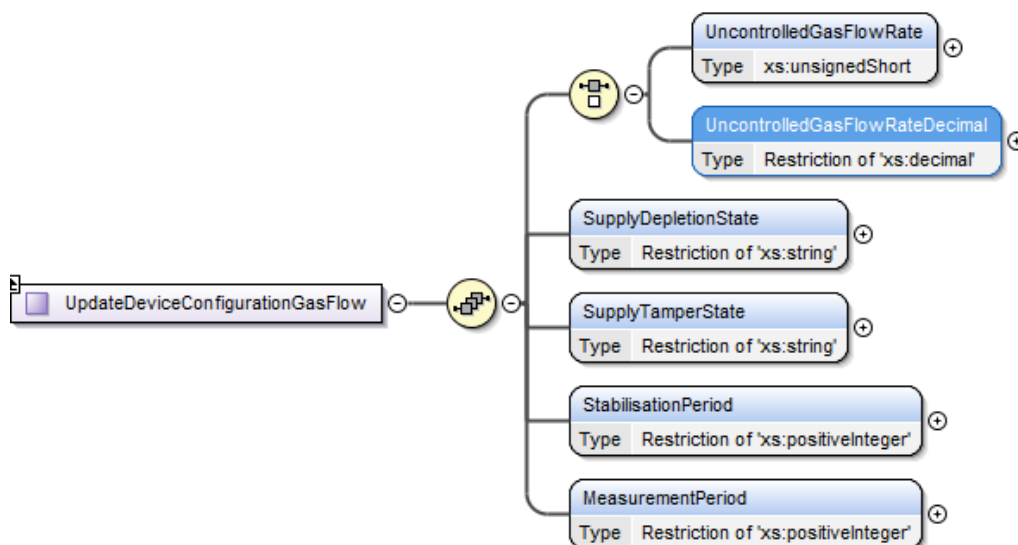 UncontrolledGasFlowRate
Type xs:unsignedShort
UncontrolledGasFlowRateDecimal
Type Restriction of 'xs:decimal'
SupplyDepletionState
Type Restriction of 'xs:string'
UpdateDeviceConfigurationGasFlow
SupplyTamperState
Type Restriction of 'xs:string'
StabilisationPeriod
Type Restriction of 'xs:positiveInteger'
MeasurementPeriod
Type Restriction of 'xs:positiveInteger'